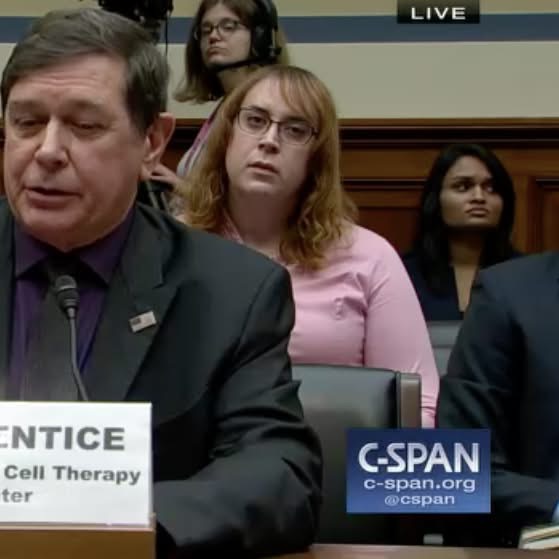 LIVE
ENTICE
Cell Therapy
ter
C-SPAN
c-span.org
@cspan